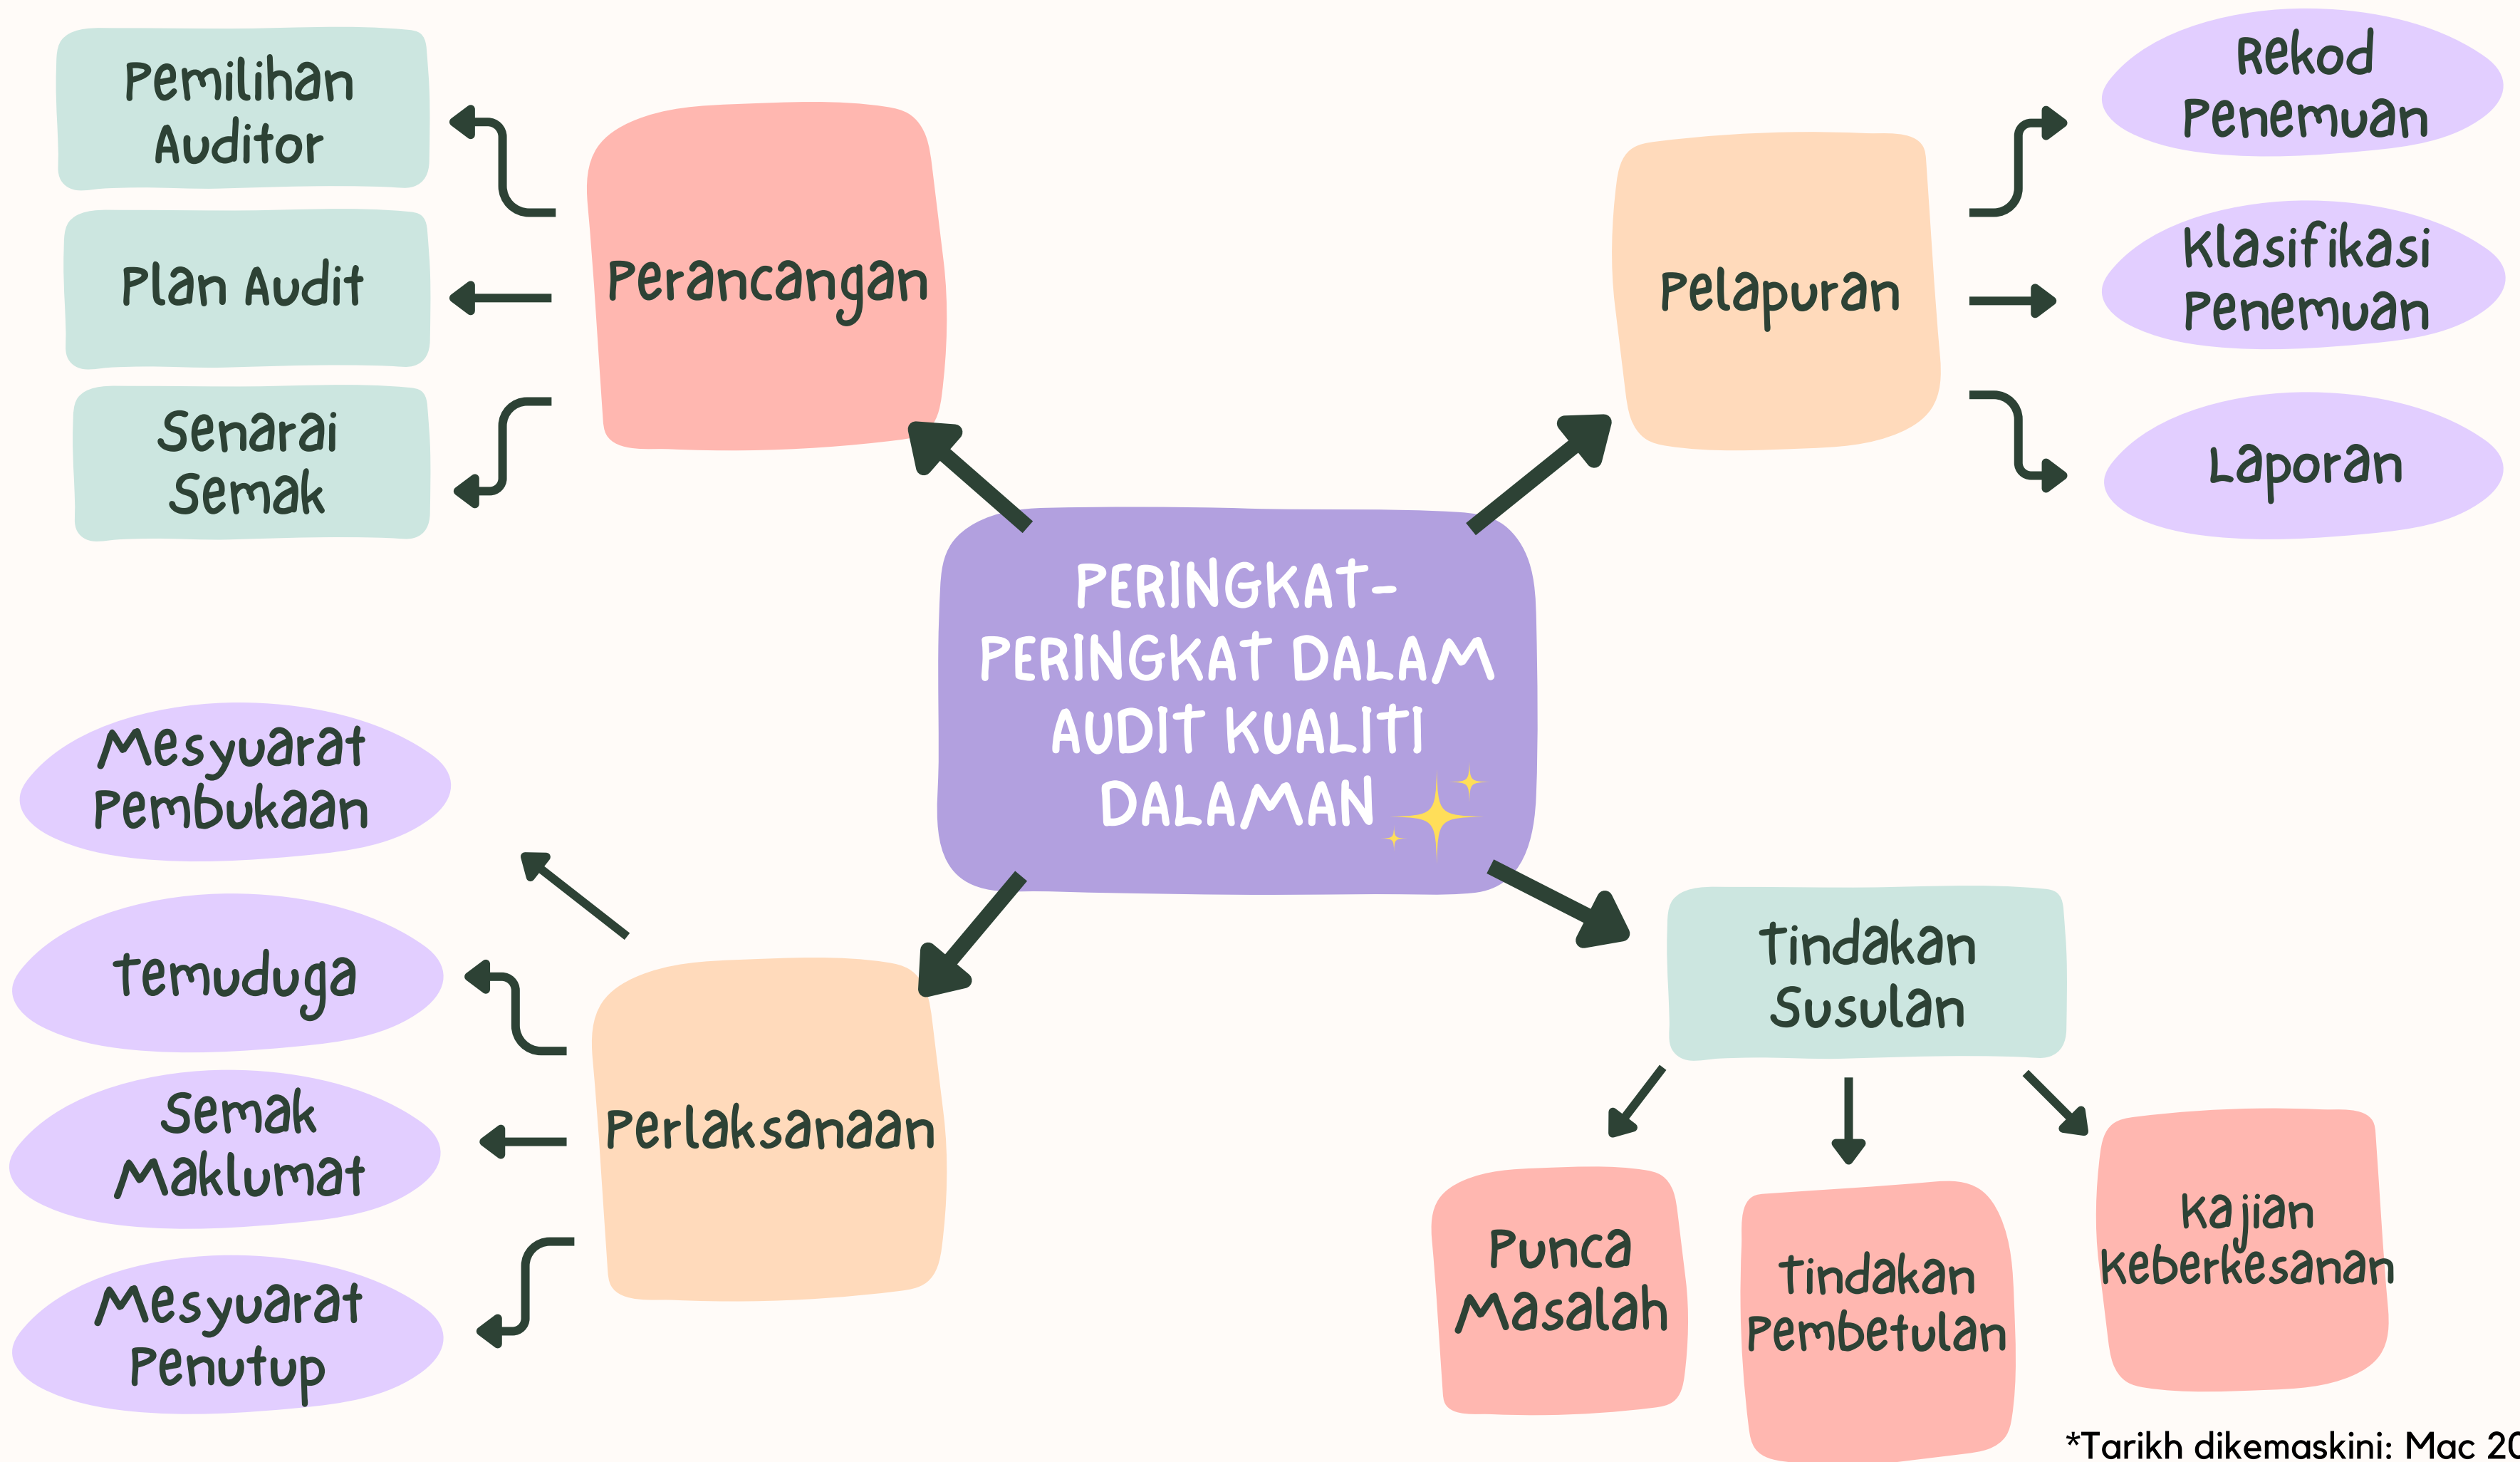 PERINGKAT-
PERINGKAT DALAM
AUDIT KUALITI
DALAMAN
Perancangan
Pemilihan
Auditor
Plan Audit
Senarai
Semak
Pelapuran
Rekod
Penemuan
Klasifikasi
Penemuan
Laporan
Perlaksanaan
Mesyuarat
Pembukaan
Temuduga
Semak
Maklumat
Mesyuarat
Penutup
Tindakan
Susulan
Punca
Masalah
Tindakan
Pembetulan
Kajian
Keberkesanan
*Tarikh dikemaskini: Mac